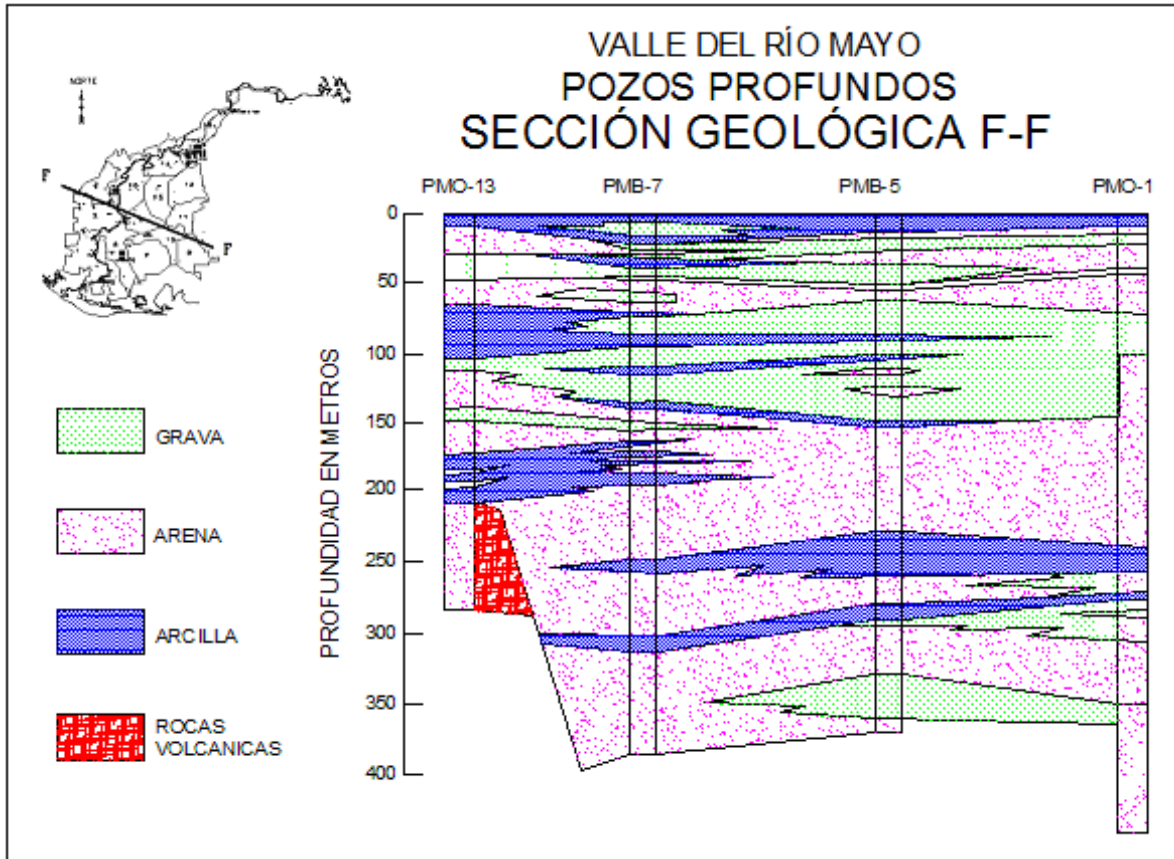 VALLE DEL RÍO MAYO
POZOS PROFUNDOS
SECCIÓN GEOLÓGICA F-F
NORTE
F
F
PMO-13 PMB-7 PMB-5 PMO-1
PROFUNDIDAD EN METROS
0
50
100
150
200
250
300
350
400
GRAVA
ARENA
ARCILLA
ROCAS
VOLCANICAS